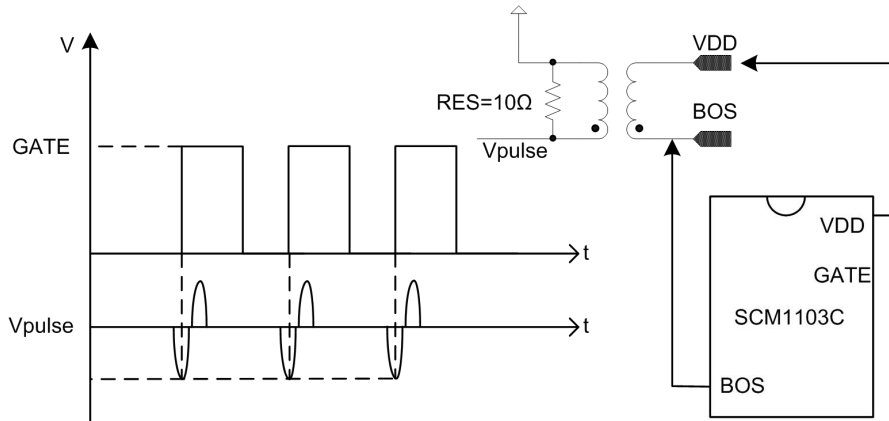 V
GATE
t
Vpulse
t
VDD
RES=10Ω
BOS
Vpulse
VDD
GATE
SCM1103C
BOS